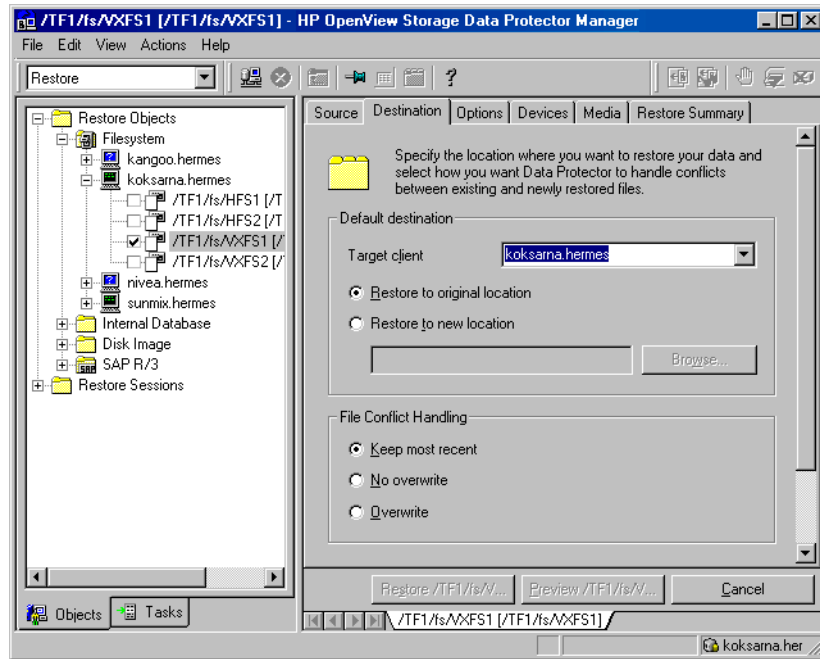 /TF1/fs/VXFS1 [/TF1/fs/VXFS1] - HP OpenView Storage Data Protector Manager
File Edit View Actions Help
Restore
Restore Objects
Filesystem
kangoo.hermes
koksarna.hermes
/TF1/fs/HFS1 [/T
/TF1/fs/HFS2 [/T
/TF1/fs/VXFS1 [/
/TF1/fs/VXFS2 [/
nivea.hermes
sunmix.hermes
Internal Database
Disk Image
SAP R/3
Restore Sessions
Objects Tasks
Source Destination Options Devices Media Restore Summary
Specify the location where you want to restore your data and
select how you want Data Protector to handle conflicts
between existing and newly restored files.
Default destination
Target client koksarna.hermes
Restore to original location
Restore to new location
Browse...
File Conflict Handling
Keep most recent
No overwrite
Overwrite
Restore /TF1/fs/V... Preview /TF1/fs/V... Cancel
/TF1/fs/VXFS1 [/TF1/fs/VXFS1]
koksarna.her